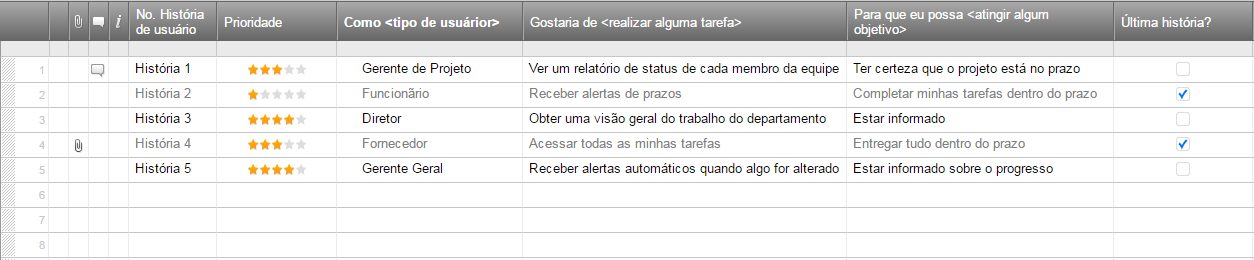 No. História de usuário Prioridade Como <tipo de usuárior> Gostaria de <realizar alguma tarefa> Para que eu possa <atingir algum objetivo> Última história?
1 História 1 Gerente de Projeto Ver um relatório de status de cada membro da equipe Ter certeza que o projeto está no prazo
2 História 2 Funcionãrio Receber alertas de prazos Completar minhas tarefas dentro do prazo
3 História 3 Diretor Obter uma visão geral do trabalho do departamento Estar informado
4 História 4 Fornecedor Acessar todas as minhas tarefas Entregar tudo dentro do prazo
5 História 5 Gerente Geral Receber alertas automáticos quando algo for alterado Estar informado sobre o progresso
6
7
8